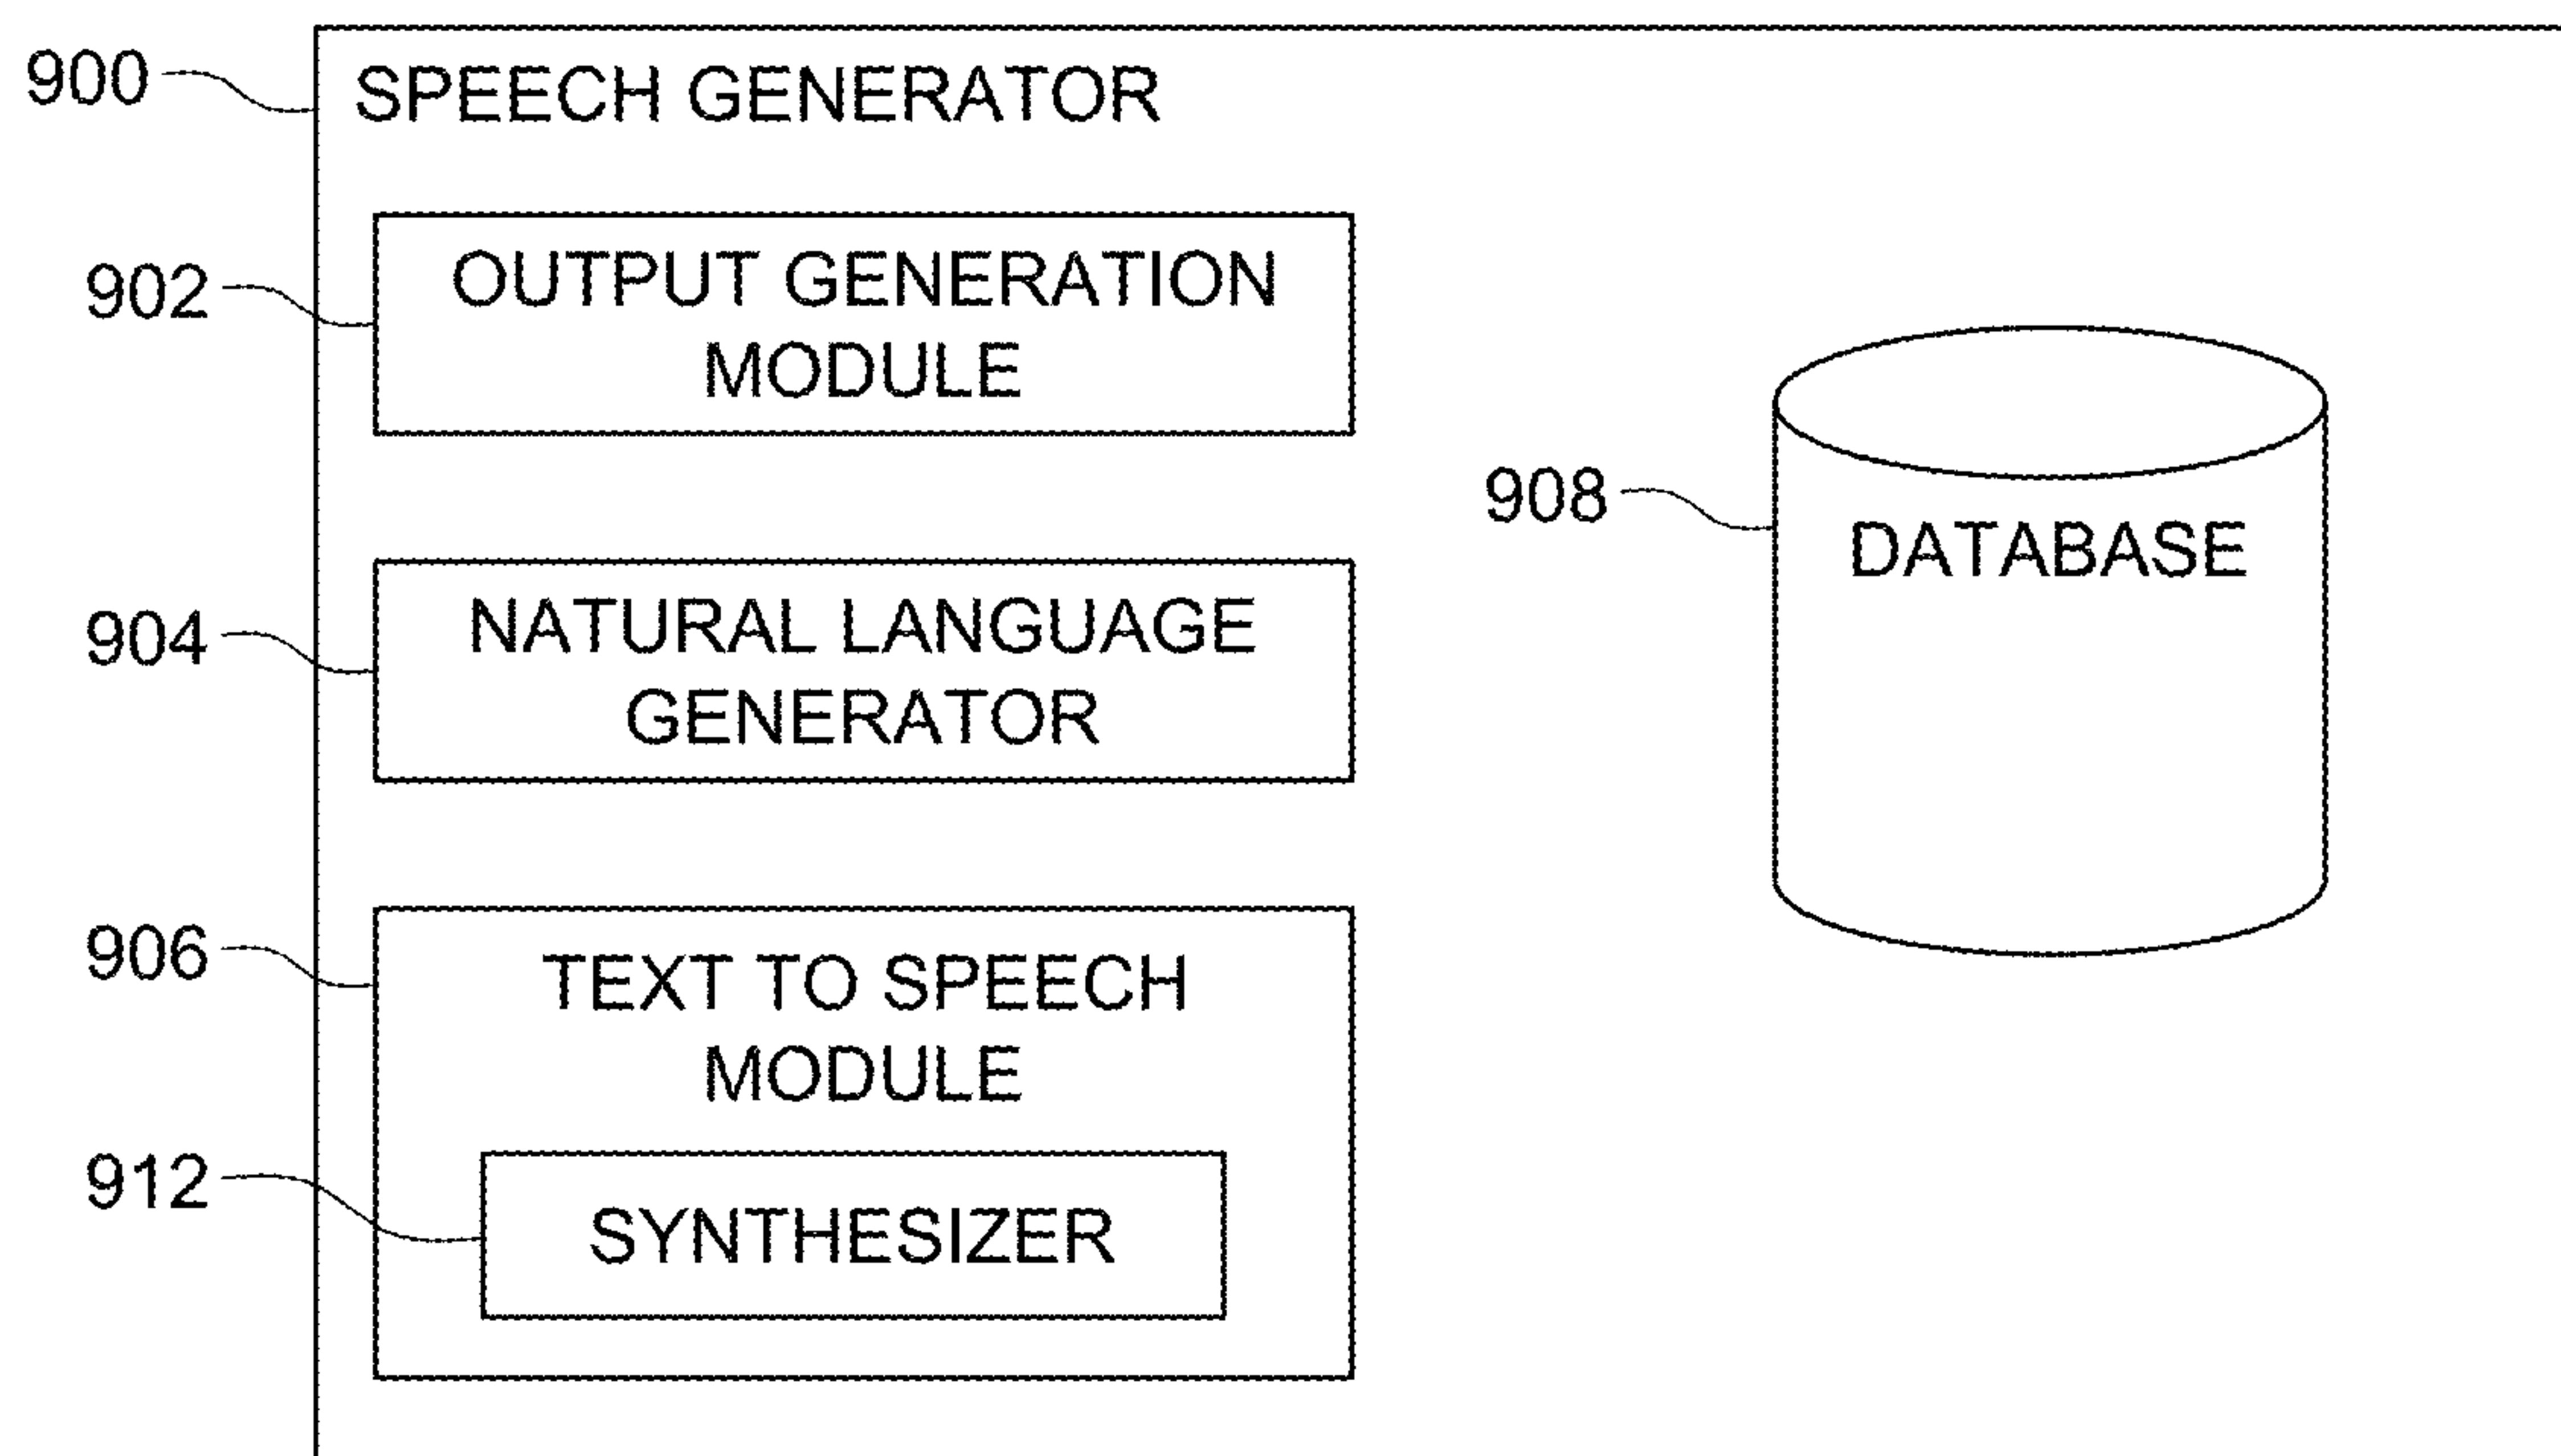 900
SPEECH GENERATOR
902
OUTPUT GENERATION
MODULE
904
NATURAL LANGUAGE
GENERATOR
906
TEXT TO SPEECH
MODULE
912
SYNTHESIZER
908
DATABASE